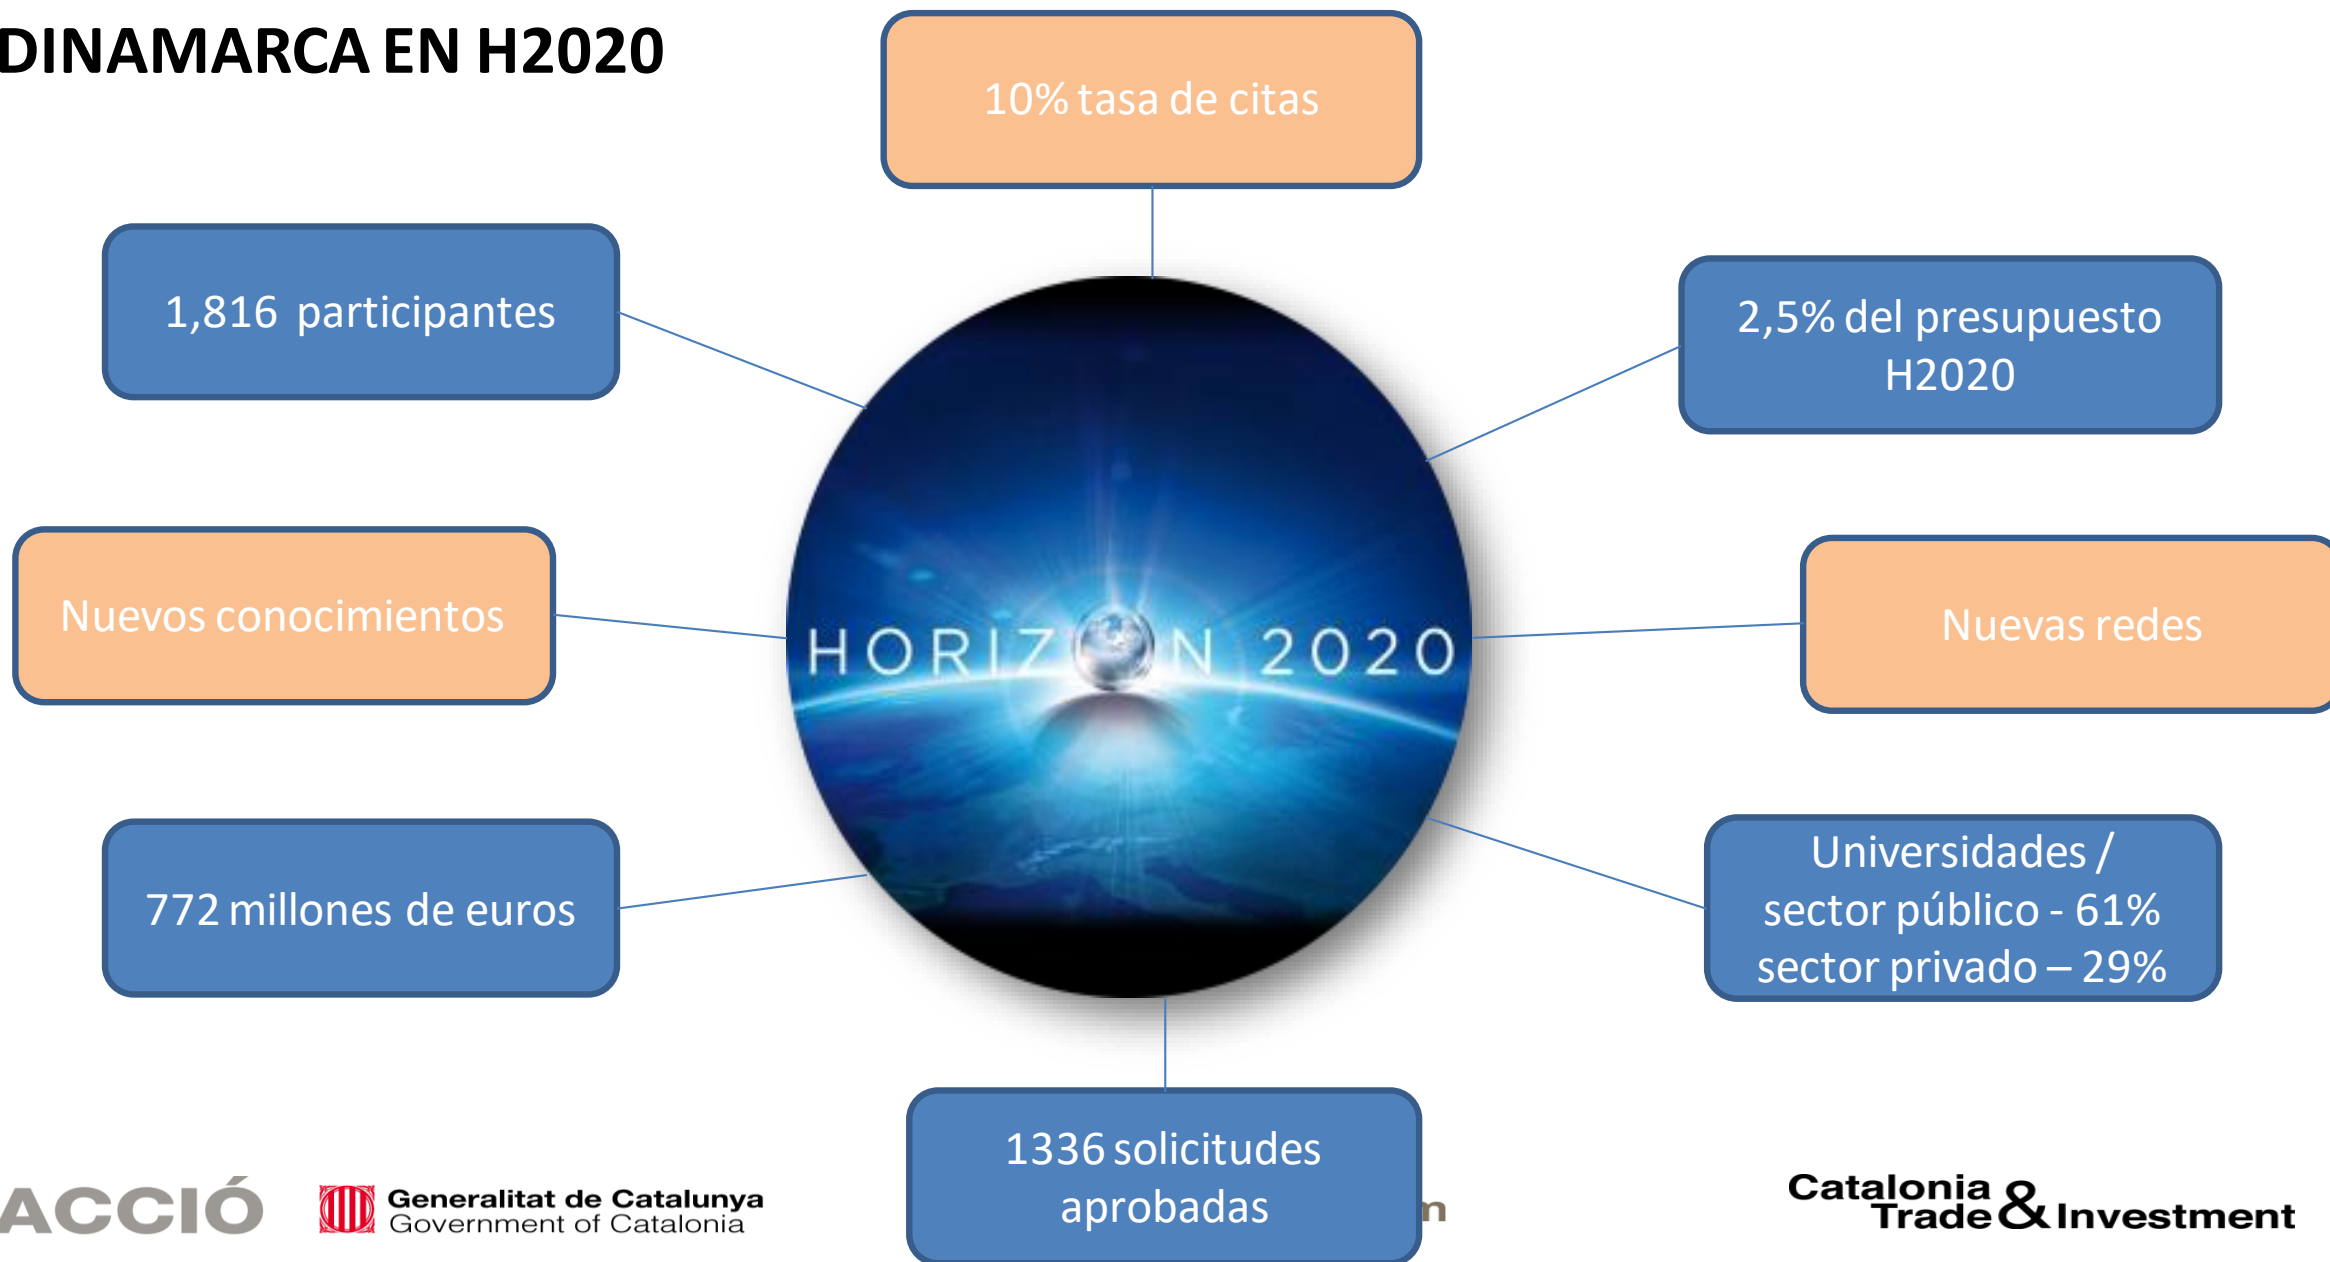 DINAMARCA EN H2020
10% tasa de citas
1,816 participantes
2,5% del presupuesto
H2020
Nuevos conocimientos
HORIZON 2020
Nuevas redes
772 millones de euros
Universidades /
sector público - 61%
sector privado – 29%
1336 solicitudes
aprobadas
ACCIÓ
Generalitat de Catalunya
Government of Catalonia
Catalonia
Trade & Investment